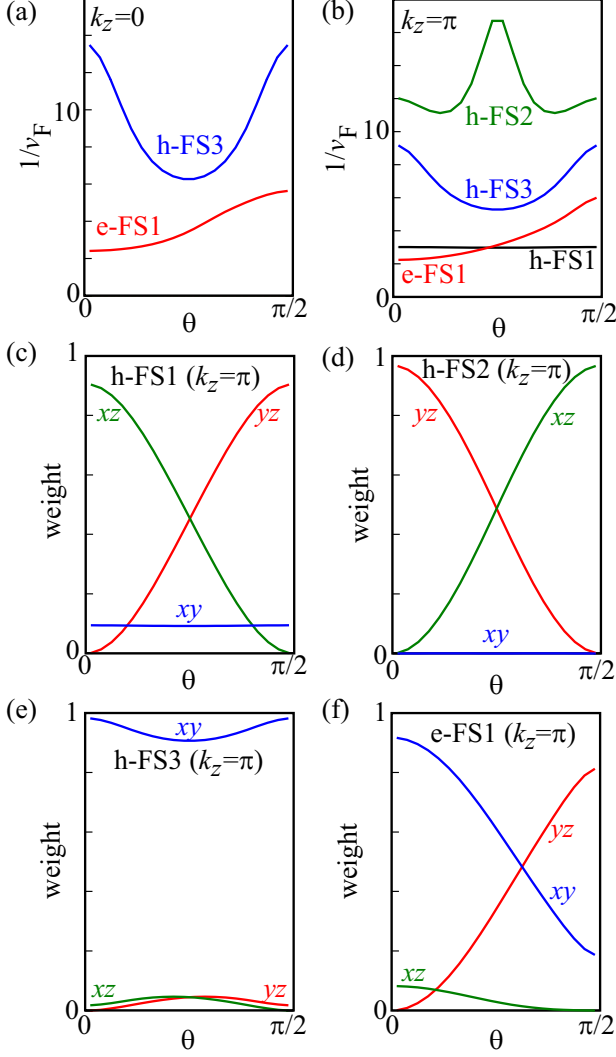 (a)
k_z=0
10
0
1/v_F
h-FS3
e-FS1
0
θ
π/2
(b)
k_z=π
10
0
1/v_F
h-FS2
h-FS3
h-FS1
e-FS1
0
θ
π/2
(c)
1
h-FS1 (k_z=π)
xz
yz
weight
xy
0
0
θ
π/2
(d)
1
h-FS2 (k_z=π)
yz
xz
weight
xy
0
0
θ
π/2
(e)
1
xy
h-FS3 (k_z=π)
weight
xz
yz
0
0
θ
π/2
(f)
1
e-FS1 (k_z=π)
yz
weight
xy
xz
0
0
θ
π/2